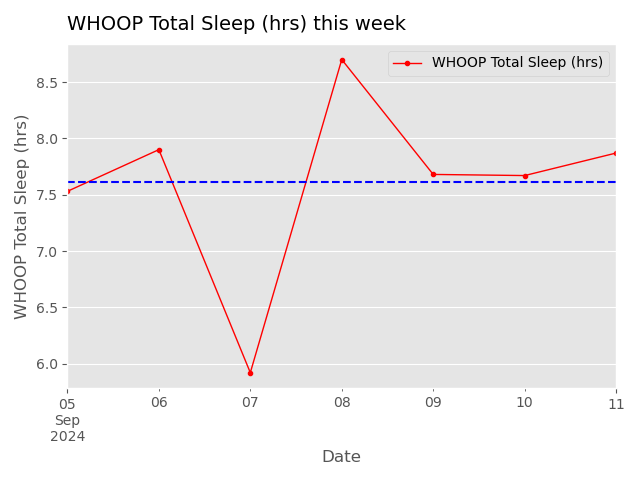 WHOOP Total Sleep (hrs) this week
WHOOP Total Sleep (hrs)
WHOOP Total Sleep (hrs)
8.5
8.0
7.5
7.0
6.5
6.0
05 06 07 08 09 10 11
Sep
2024
Date